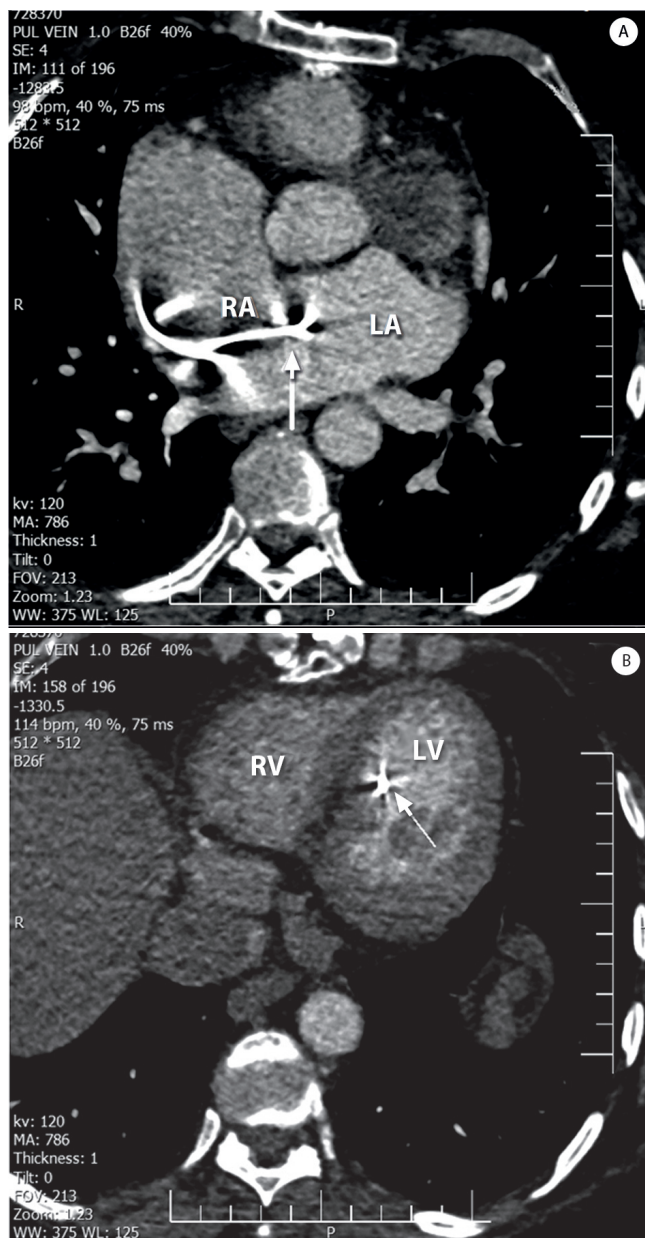 728370
A
PUL VEIN 1.0 B26f 40%
SE: 4
IM: 111 of 196
98 bpm, 40 %, 75 ms
512 * 512
B26f
RA
LA
R
L
kv: 120
MA: 786
Thickness: 1
Tilt: 0
FOV: 213
Zoom: 1.23
WW: 375 WL: 125
P
728370
B
PUL VEIN 1.0 B26f 40%
SE: 4
IM: 158 of 196
-1330.5
114 bpm, 40 %, 75 ms
512 * 512
B26f
RV
LV
R
kv: 120
MA: 786
Thickness: 1
Tilt: 0
FOV: 213
Zoom: 1.23
WW: 375 WL: 125
P